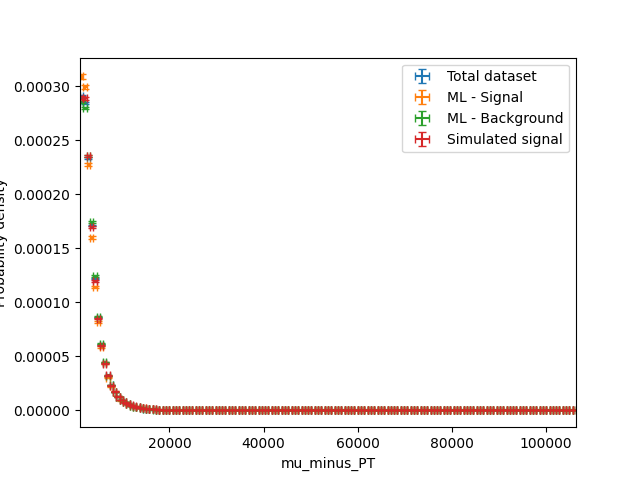 Total dataset
ML - Signal
ML - Background
Simulated signal
0.00030
0.00025
0.00020
0.00015
0.00010
0.00005
0.00000
Probability density
20000 40000 60000 80000 100000
mu_minus_PT